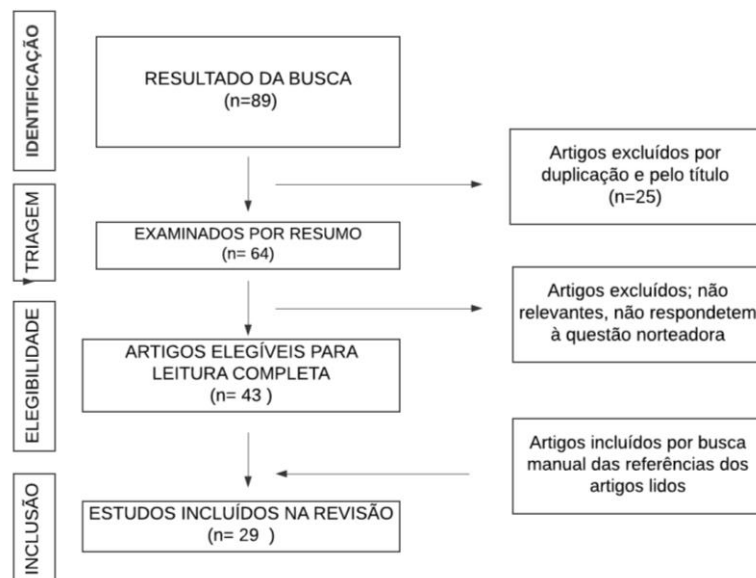 IDENTIFICAÇÃO
RESULTADO DA BUSCA
(n=89)
Artigos excluídos por
duplicação e pelo título
(n=25)
TRIAGEM
EXAMINADOS POR RESUMO
(n= 64)
Artigos excluídos; não
relevantes, não respondetem
à questão norteadora
ELEGIBILIDADE
ARTIGOS ELEGÍVEIS PARA
LEITURA COMPLETA
(n= 43 )
Artigos incluídos por busca
manual das referências dos
artigos lidos
INCLUSÃO
ESTUDOS INCLUÍDOS NA REVISÃO
(n= 29 )